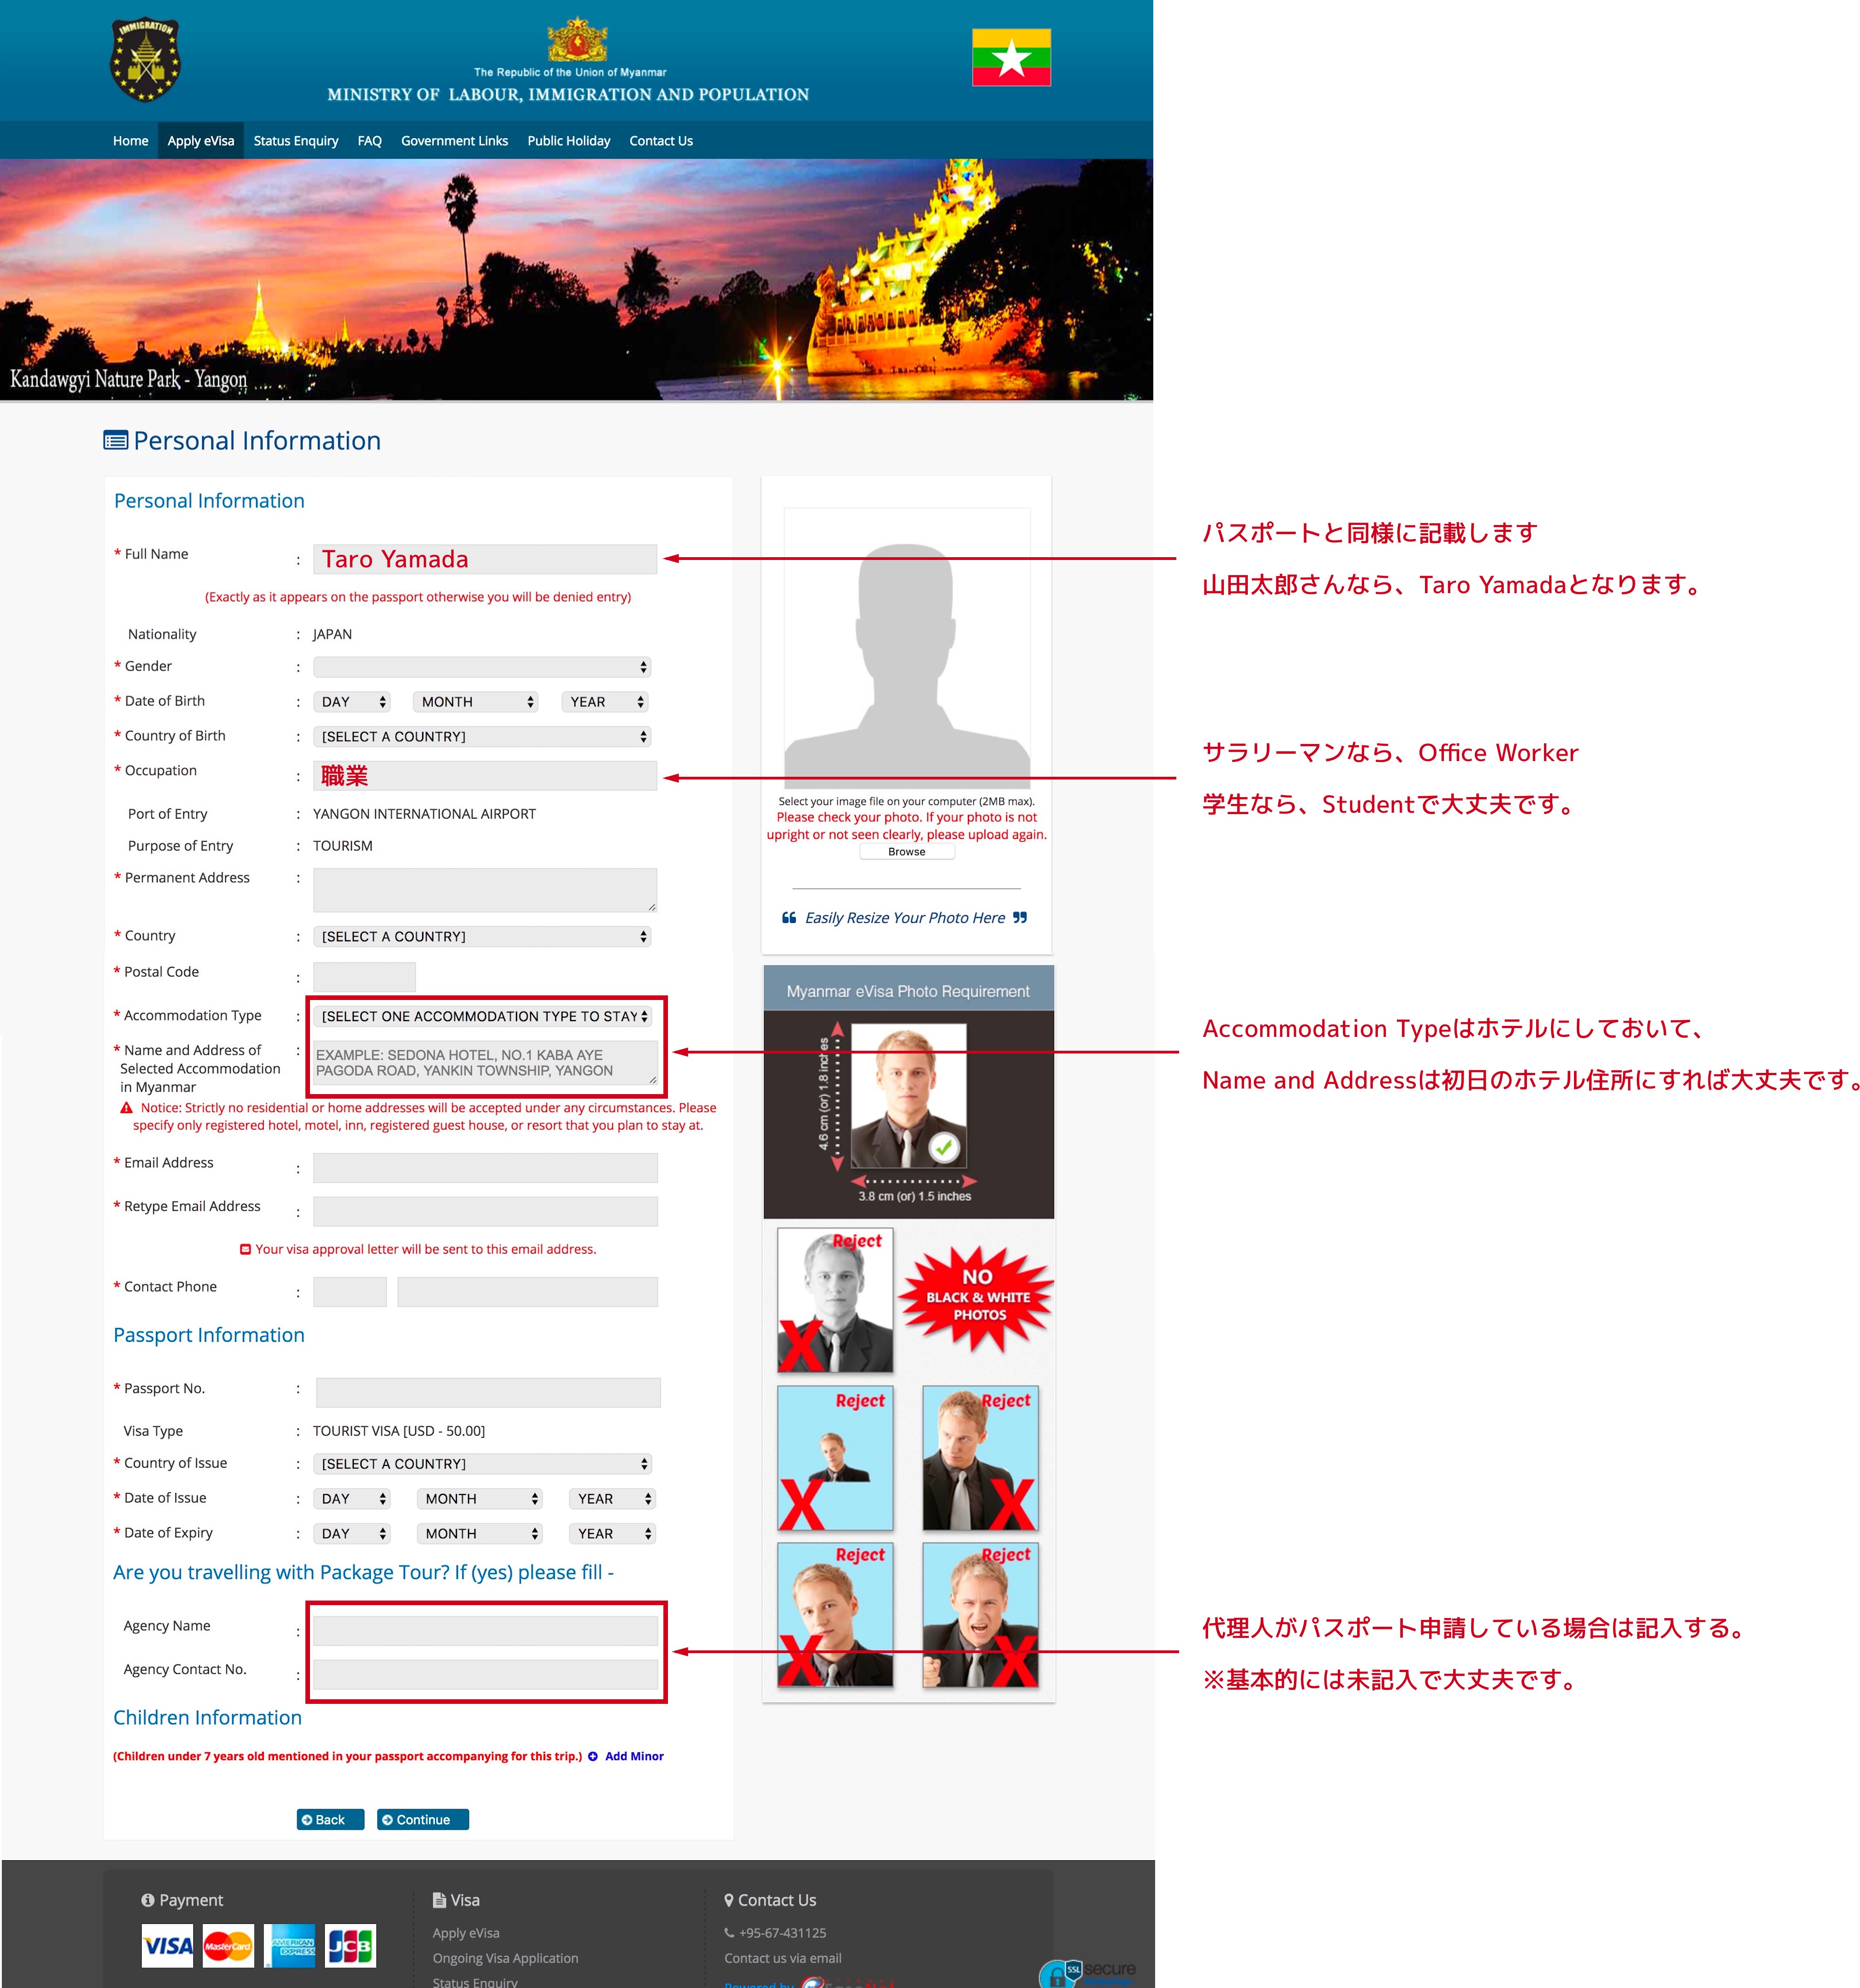 IMMIGRATION
The Republic of the Union of Myanmar
MINISTRY OF LABOUR, IMMIGRATION AND POPULATION
Home Apply eVisa Status Enquiry FAQ Government Links Public Holiday Contact Us
Kandawgyi Nature Park - Yangon
Personal Information
Personal Information
* Full Name : Taro Yamada
(Exactly as it appears on the passport otherwise you will be denied entry)
Nationality : JAPAN
* Gender :
* Date of Birth : DAY MONTH YEAR
* Country of Birth : [SELECT A COUNTRY]
* Occupation : 職業
Port of Entry : YANGON INTERNATIONAL AIRPORT
Purpose of Entry : TOURISM
* Permanent Address :
* Country : [SELECT A COUNTRY]
* Postal Code :
* Accommodation Type : [SELECT ONE ACCOMMODATION TYPE TO STAY
* Name and Address of Selected Accommodation in Myanmar :
EXAMPLE: SEDONA HOTEL, NO.1 KABA AYE
PAGODA ROAD, YANKIN TOWNSHIP, YANGON
Notice: Strictly no residential or home addresses will be accepted under any circumstances. Please
specify only registered hotel, motel, inn, registered guest house, or resort that you plan to stay at.
* Email Address :
* Retype Email Address :
Your visa approval letter will be sent to this email address.
* Contact Phone :
Passport Information
* Passport No. :
Visa Type : TOURIST VISA [USD - 50.00]
* Country of Issue : [SELECT A COUNTRY]
* Date of Issue : DAY MONTH YEAR
* Date of Expiry : DAY MONTH YEAR
Are you travelling with Package Tour? If (yes) please fill -
Agency Name :
Agency Contact No. :
Children Information
(Children under 7 years old mentioned in your passport accompanying for this trip.) Add Minor
Back Continue
Select your image file on your computer (2MB max).
Please check your photo. If your photo is not
upright or not seen clearly, please upload again.
Browse
Easily Resize Your Photo Here
Myanmar eVisa Photo Requirement
4.6 cm (or) 1.8 inches
3.8 cm (or) 1.5 inches
Reject
NO
BLACK & WHITE
PHOTOS
Reject
Reject
Reject
Reject
パスポートと同様に記載します
山田太郎さんなら、Taro Yamadaとなります。
サラリーマンなら、Office Worker
学生なら、Studentで大丈夫です。
Accommodation Typeはホテルにしておいて、
Name and Addressは初日のホテル住所にすれば大丈夫です。
代理人がパスポート申請している場合は記入する。
※基本的には未記入で大丈夫です。
Payment
VISA MasterCard AMERICAN EXPRESS JCB
Visa
Apply eVisa
Ongoing Visa Application
Status Enquiry
Contact Us
+95-67-431125
Contact us via email
Powered by
SSL secure